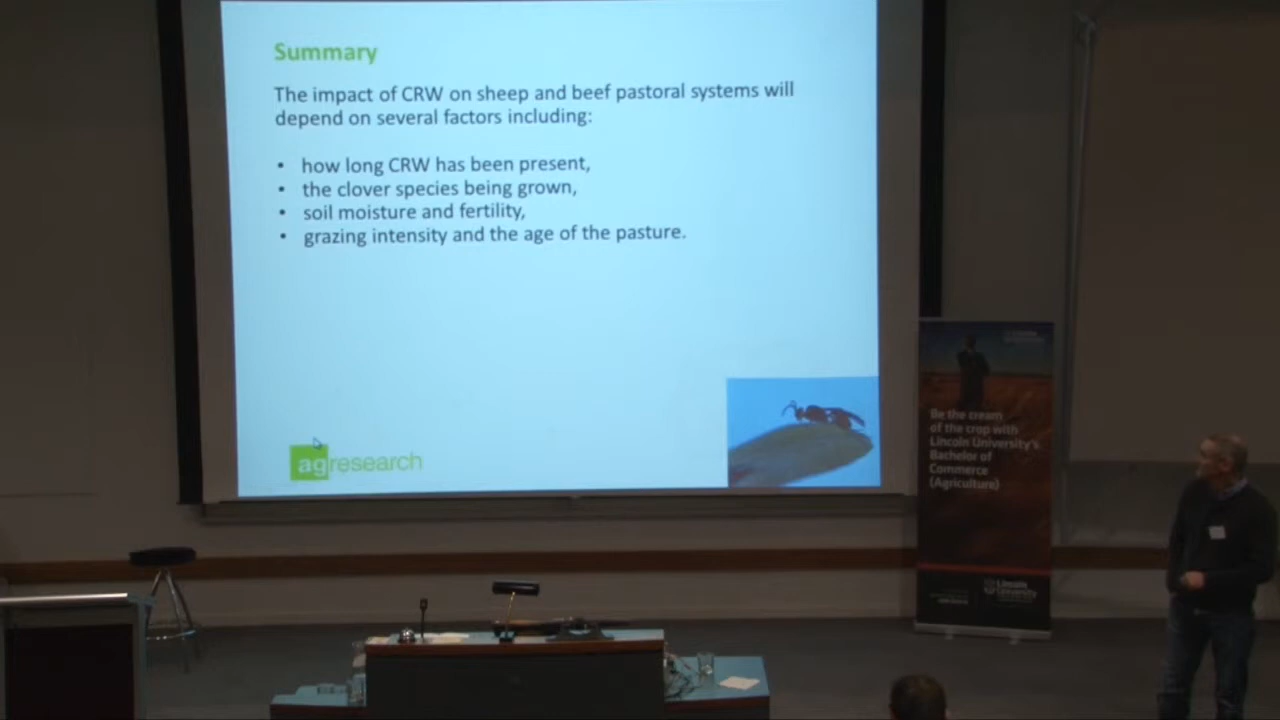 Summary
The impact of CRW on sheep and beef pastoral systems will
depend on several factors including:
• how long CRW has been present,
• the clover species being grown,
• soil moisture and fertility,
• grazing intensity and the age of the pasture.
agresearch
Be the cream
of the crop with
Lincoln University's
Bachelor of
Commerce
(Agriculture)
Lincoln
University